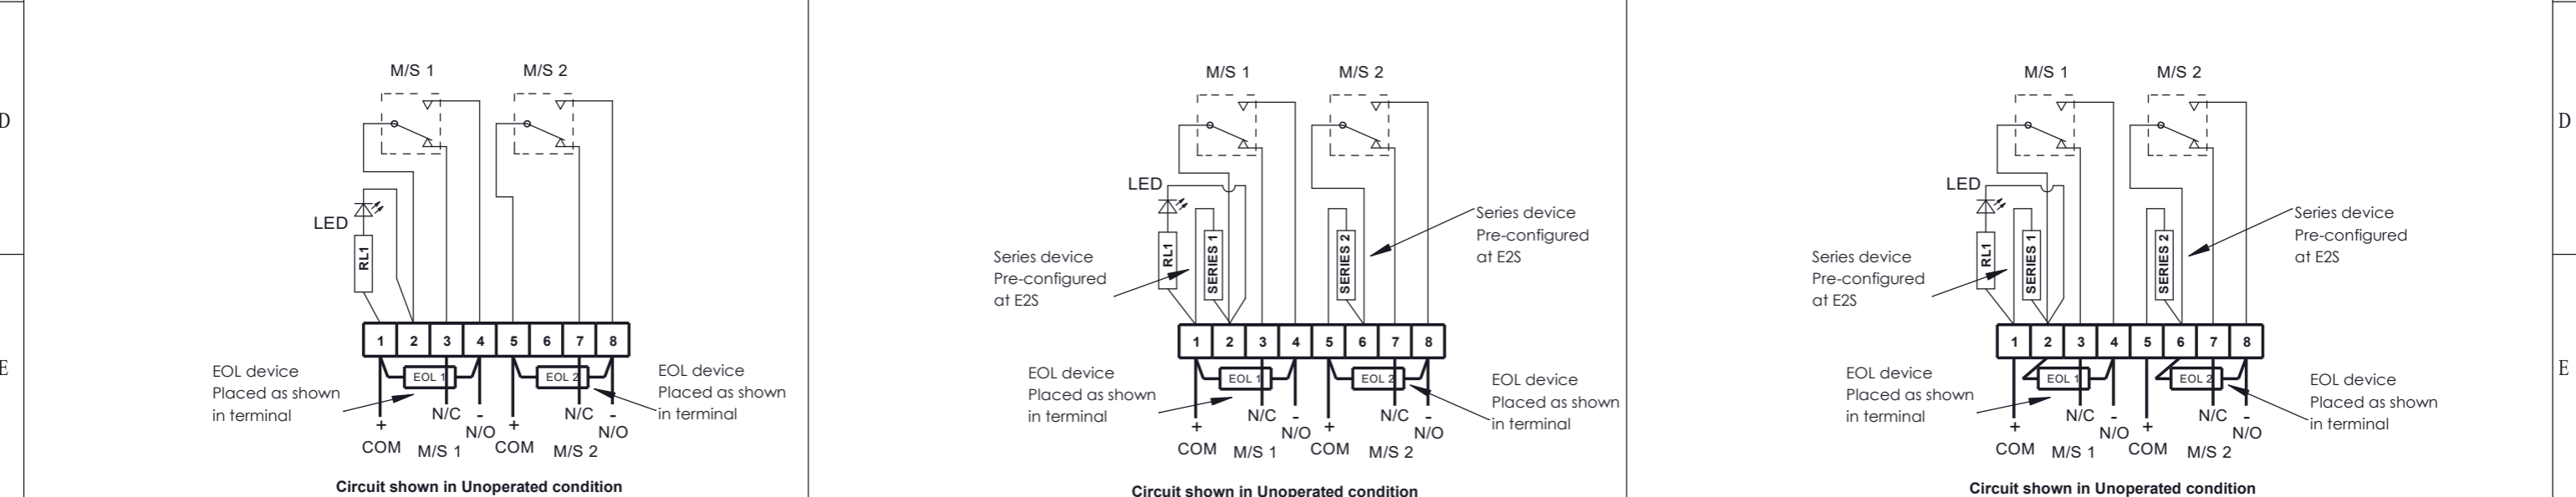 D
E
M/S 1
M/S 2
LED
RL1
1 2 3 4 5 6 7 8
EOL 1
EOL 2
EOL device
Placed as shown
in terminal
EOL device
Placed as shown
in terminal
N/C
-
N/C
-
+
N/O
+
N/O
COM
M/S 1
COM
M/S 2
Circuit shown in Unoperated condition
M/S 1
M/S 2
LED
RL1
SERIES 1
SERIES 2
Series device
Pre-configured
at E2S
Series device
Pre-configured
at E2S
1 2 3 4 5 6 7 8
EOL 1
EOL 2
EOL device
Placed as shown
in terminal
EOL device
Placed as shown
in terminal
N/C
-
N/C
-
+
N/O
+
N/O
COM
M/S 1
COM
M/S 2
Circuit shown in Unoperated condition
M/S 1
M/S 2
LED
RL1
SERIES 1
SERIES 2
Series device
Pre-configured
at E2S
Series device
Pre-configured
at E2S
1 2 3 4 5 6 7 8
EOL 1
EOL 2
EOL device
Placed as shown
in terminal
EOL device
Placed as shown
in terminal
N/C
-
N/C
-
+
N/O
+
N/O
COM
M/S 1
COM
M/S 2
Circuit shown in Unoperated condition
D
E